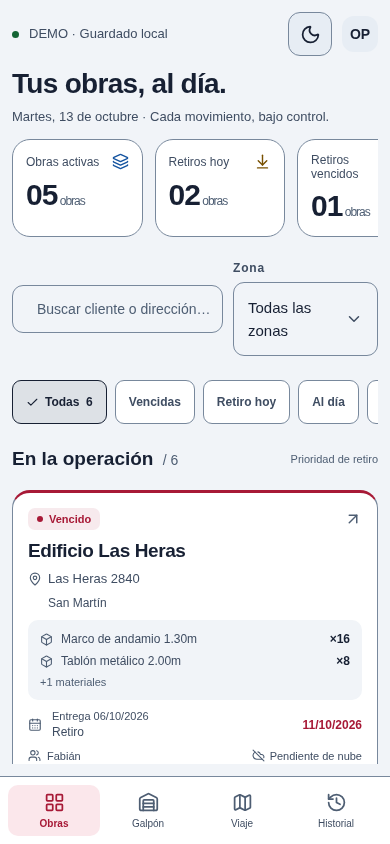 DEMO · Guardado local
OP
Tus obras, al día.
Martes, 13 de octubre · Cada movimiento, bajo control.
Obras activas
05 obras
Retiros hoy
02 obras
Retiros
vencidos
01 obras
Zona
Buscar cliente o dirección…
Todas las
zonas
Todas 6
Vencidas
Retiro hoy
Al día
En la operación / 6
Prioridad de retiro
Vencido
Edificio Las Heras
Las Heras 2840
San Martín
Marco de andamio 1.30m ×16
Tablón metálico 2.00m ×8
+1 materiales
Entrega 06/10/2026
Retiro
11/10/2026
Fabián
Pendiente de nube
Obras
Galpón
Viaje
Historial